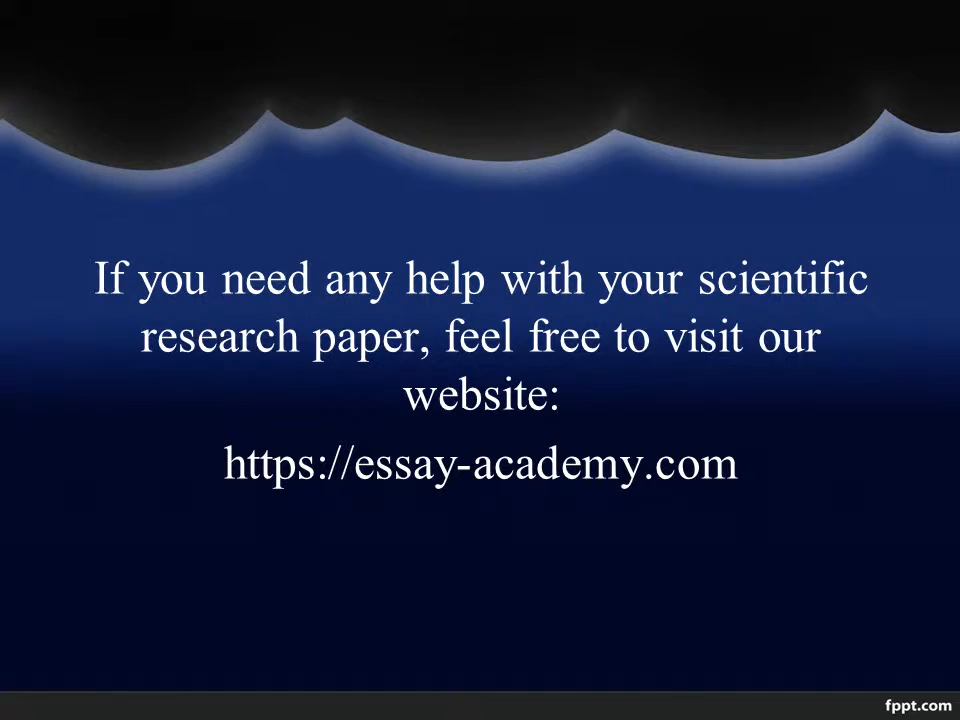 If you need any help with your scientific
research paper, feel free to visit our
website:
https://essay-academy.com
fppt.com